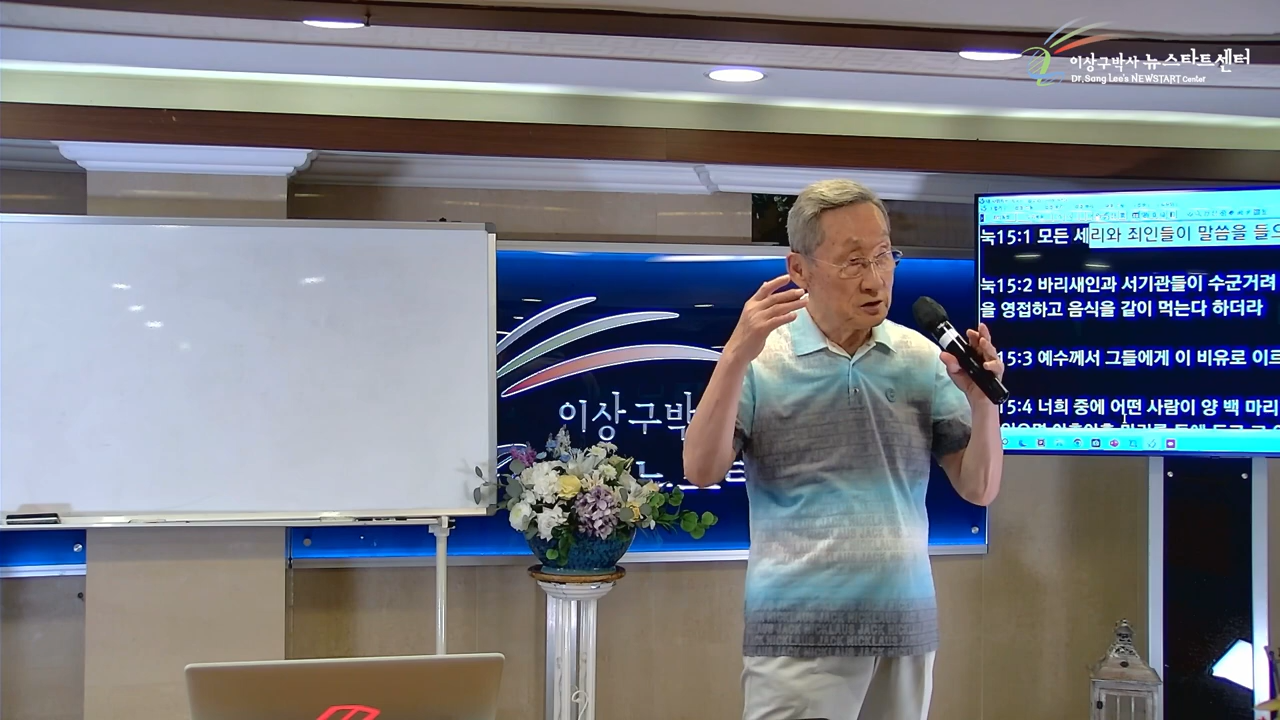 이상구박사 뉴스타트센터
Dr. Sang Lee's NEWSTART Center
눅15:1 모든 세리와 죄인들이 말씀을 들으
눅15:2 바리새인과 서기관들이 수군거려
을 영접하고 음식을 같이 먹는다 하더라
15:3 예수께서 그들에게 이 비유로 이르
15:4 너희 중에 어떤 사람이 양 백 마리
이상구박
JACK NICKLAUS JACK